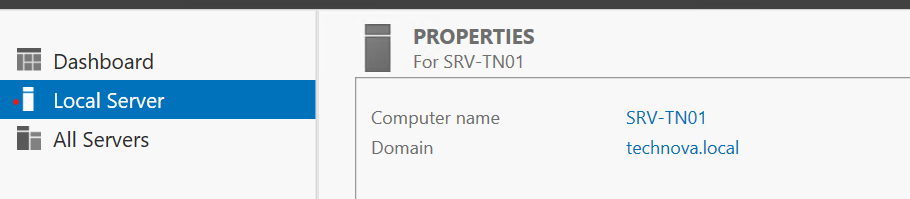 Dashboard
Local Server
All Servers
PROPERTIES
For SRV-TN01
Computer name SRV-TN01
Domain technova.local